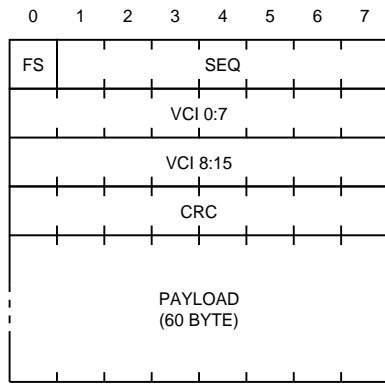 0 1 2 3 4 5 6 7
FS SEQ
VCI 0:7
VCI 8:15
CRC
PAYLOAD
(60 BYTE)